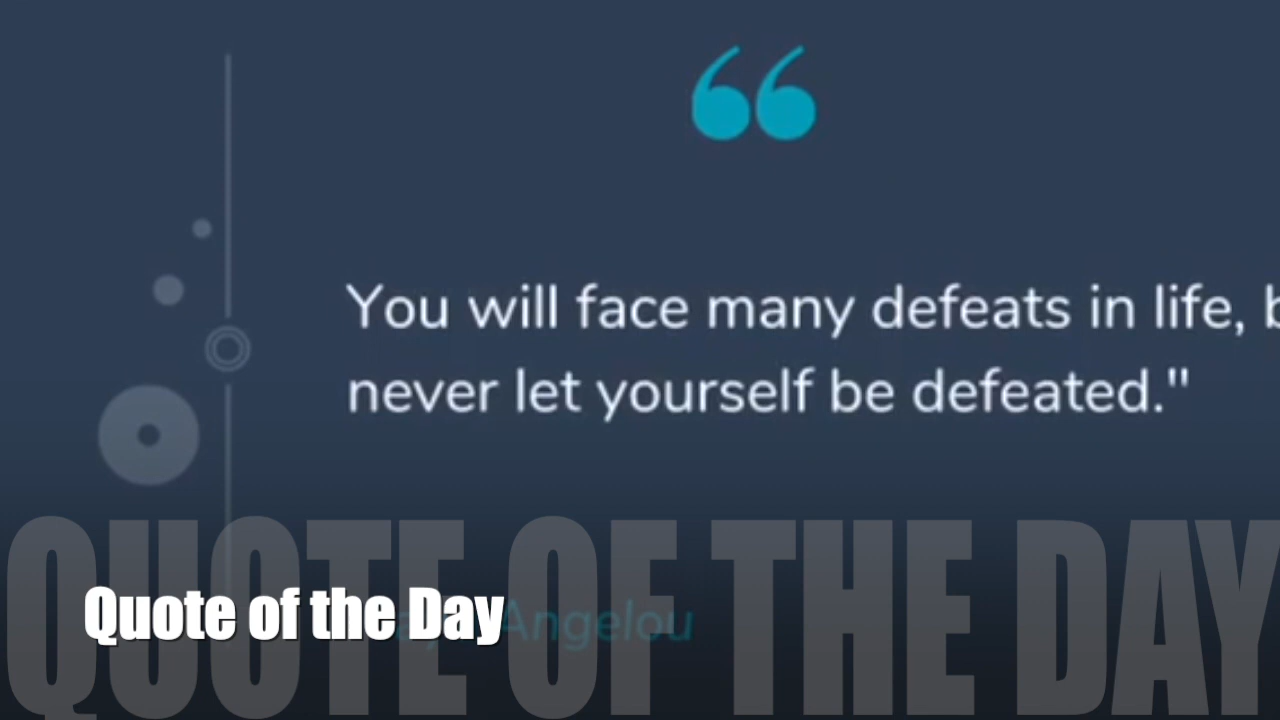 “
You will face many defeats in life, b
never let yourself be defeated."
Angelou
Quote of the Day
QUOTE OF THE DAY